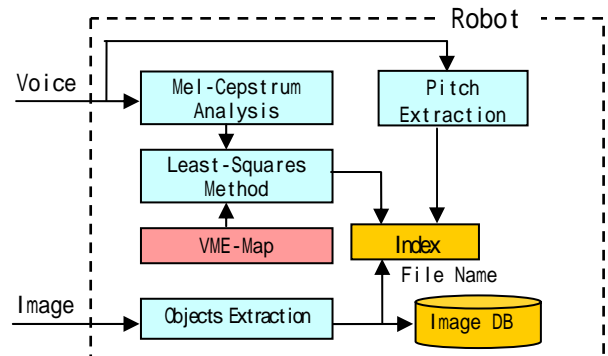 Robot
Voice
Mel-Cepstrum
Analysis
Pitch
Extraction
Least-Squares
Method
VME-Map
Index
File Name
Image
Objects Extraction
Image DB